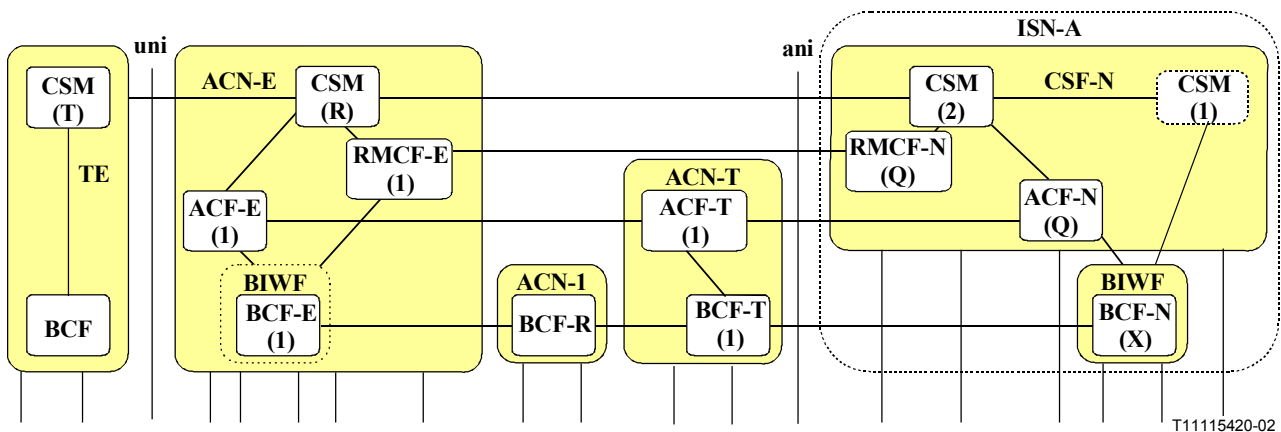 ISN-A
uni
ani
CSM
(T)
TE
BCF
ACN-E
CSM
(R)
RMCF-E
(1)
ACF-E
(1)
BIWF
BCF-E
(1)
ACN-1
BCF-R
ACN-T
ACF-T
(1)
BCF-T
(1)
CSM
(2)
CSF-N
CSM
(1)
RMCF-N
(Q)
ACF-N
(Q)
BIWF
BCF-N
(X)
T11115420-02